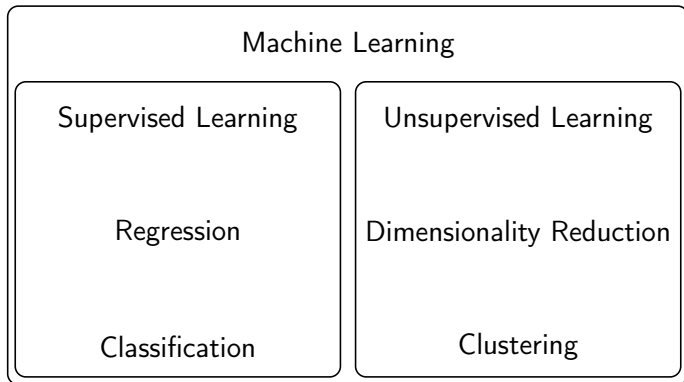 Machine Learning
Supervised Learning
Regression
Classification
Unsupervised Learning
Dimensionality Reduction
Clustering